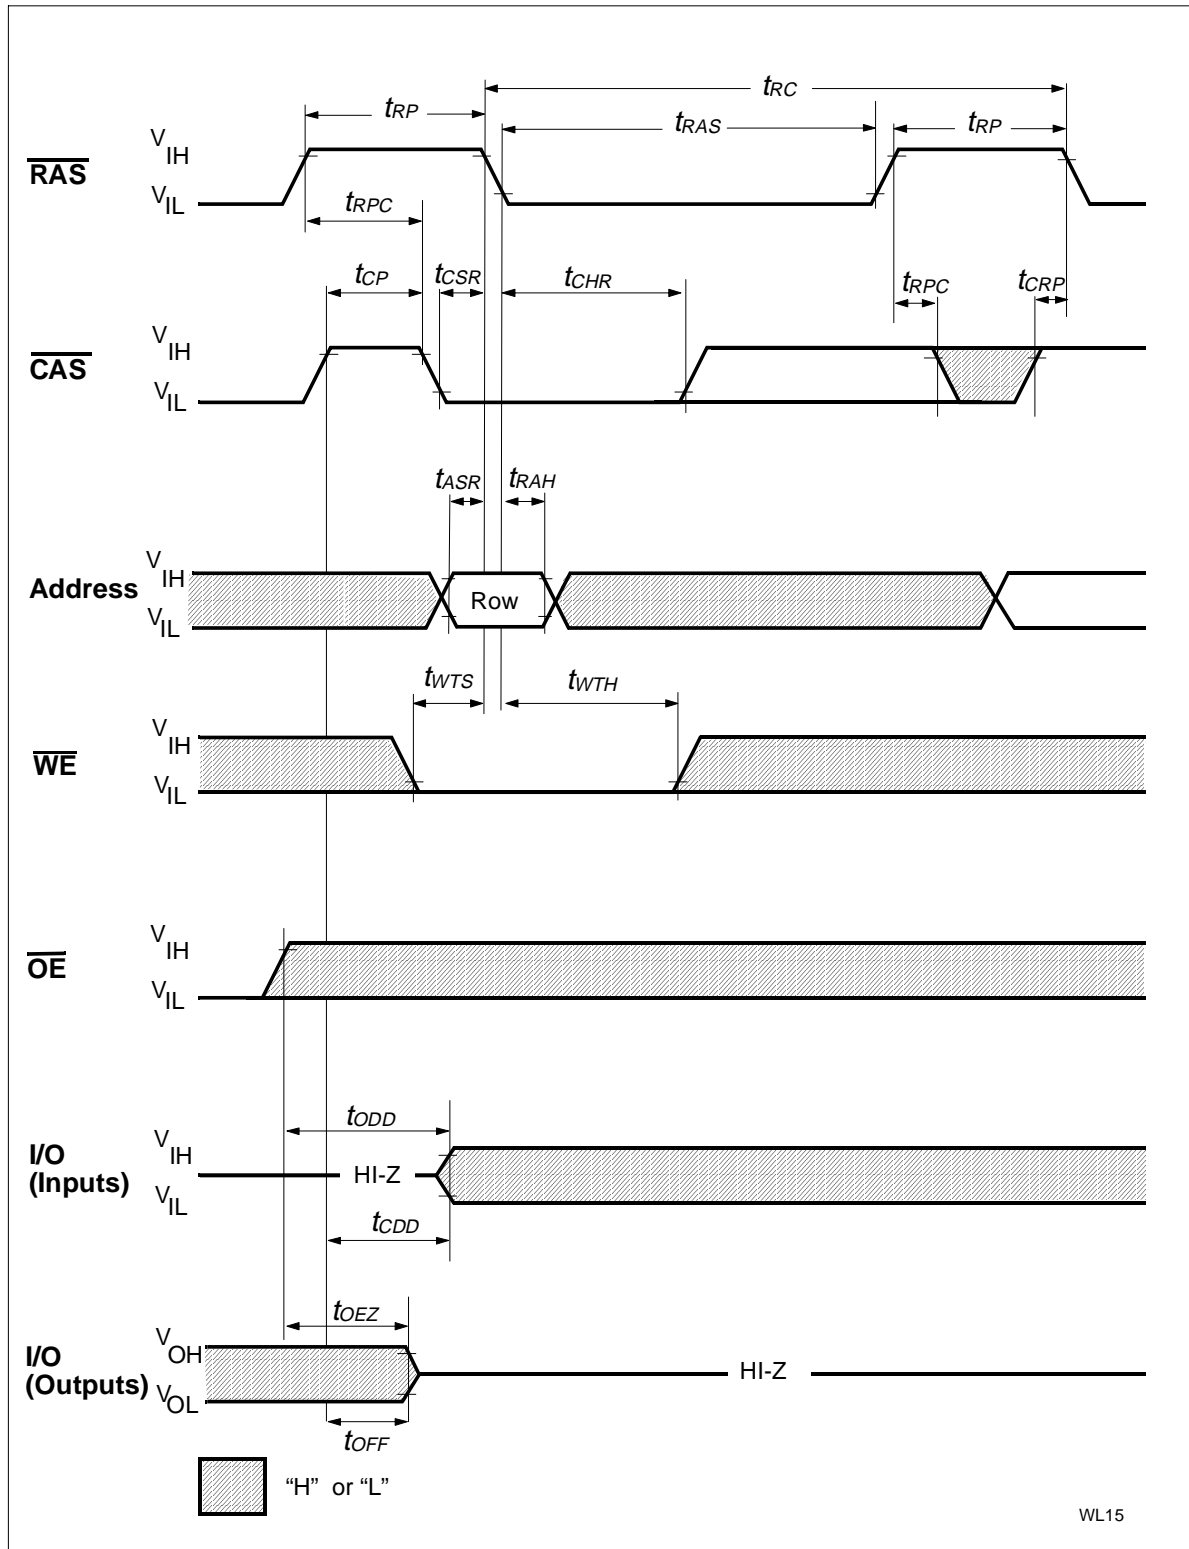 tRC
tRP tRAS tRP
RAS VIH
VIL
tRPC
tCP tCSR tCHR tRPC tCRP
CAS VIH
VIL
tASR tRAH
Address VIH
VIL
Row
tWTS tWTH
WE VIH
VIL
OE VIH
VIL
tODD
I/O
(Inputs)
VIH
VIL
HI-Z
tCDD
tOEZ
I/O
(Outputs)
VOH
VOL
HI-Z
tOFF
“H” or “L”
WL15